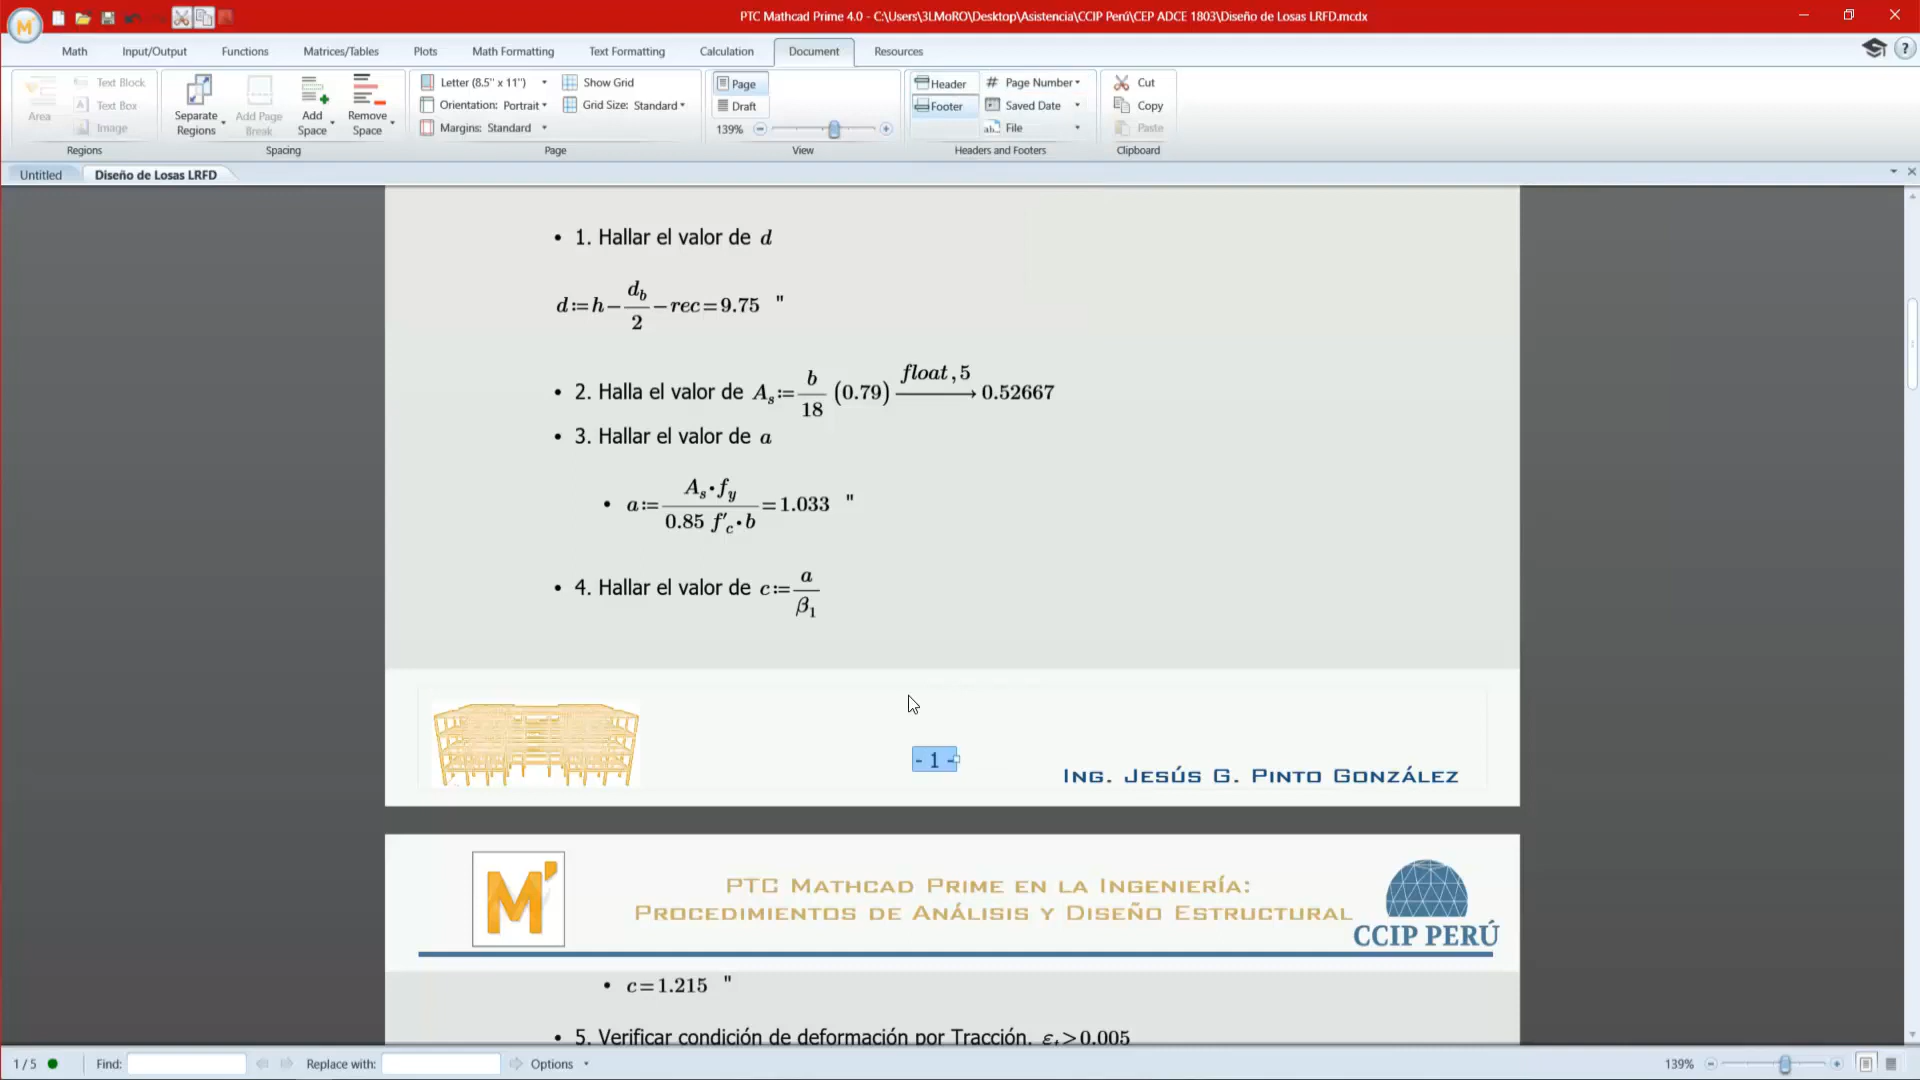 PTC Mathcad Prime 4.0 - C:\Users\3LMoRO\Desktop\Asistencia\CCIP Perú\CEP ADCE 1803\Diseño de Losas LRFD.mcdx
Math Input/Output Functions Matrices/Tables Plots Math Formatting Text Formatting Calculation Document Resources
Area
Text Block
Text Box
Image
Regions
Separate Regions
Add Page Break
Add Space
Remove Space
Spacing
Letter (8.5" x 11")
Orientation: Portrait
Margins: Standard
Show Grid
Grid Size: Standard
Page
Page
Draft
139%
View
Header
Footer
# Page Number
Saved Date
File
Headers and Footers
Cut
Copy
Paste
Clipboard
Untitled Diseño de Losas LRFD
• 1. Hallar el valor de d
d:=h-d_b/2-rec=9.75 "
• 2. Halla el valor de A_s:=b/18 (0.79) float,5 → 0.52667
• 3. Hallar el valor de a
• a:=A_s·f_y/0.85 f'_c·b=1.033 "
• 4. Hallar el valor de c:=a/β_1
- 1 -
Ing. Jesús G. Pinto González
M'
PTC Mathcad Prime en la Ingeniería:
Procedimientos de Análisis y Diseño Estructural
CCIP PERÚ
• c=1.215 "
• 5. Verificar condición de deformación por Tracción. ε_t>0.005
1 / 5 Find: Replace with: Options 139%